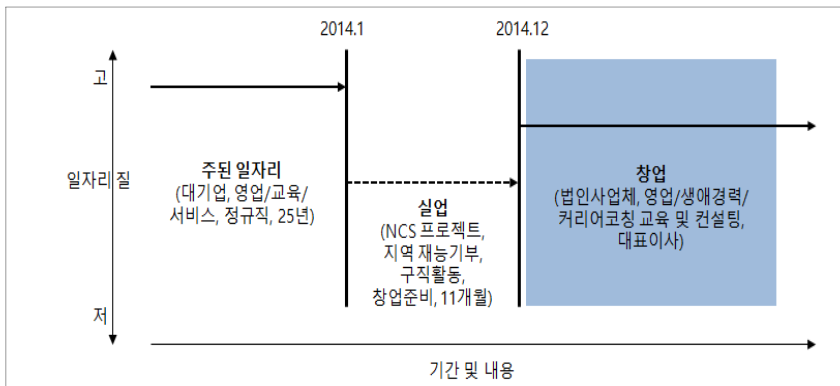 2014.1
2014.12
고
일자리 질
저
주된 일자리
(대기업, 영업/교육/
서비스, 정규직, 25년)
실업
(NCS 프로젝트,
지역 재능기부,
구직활동,
창업준비, 11개월)
창업
(법인사업체, 영업/생애경력/
커리어코칭 교육 및 컨설팅,
대표이사)
기간 및 내용